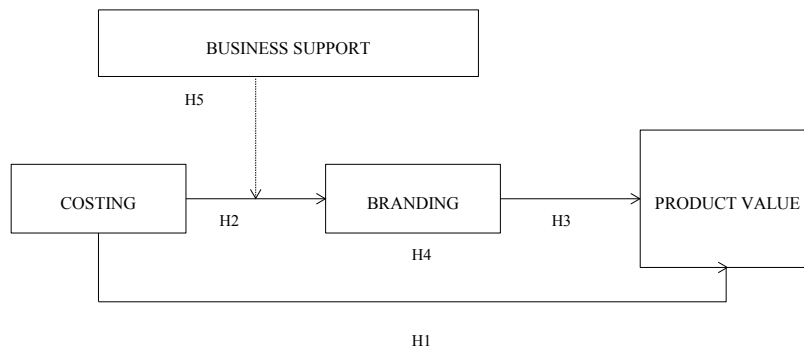 BUSINESS SUPPORT
H5
COSTING
H2
BRANDING
H3
PRODUCT VALUE
H4
H1